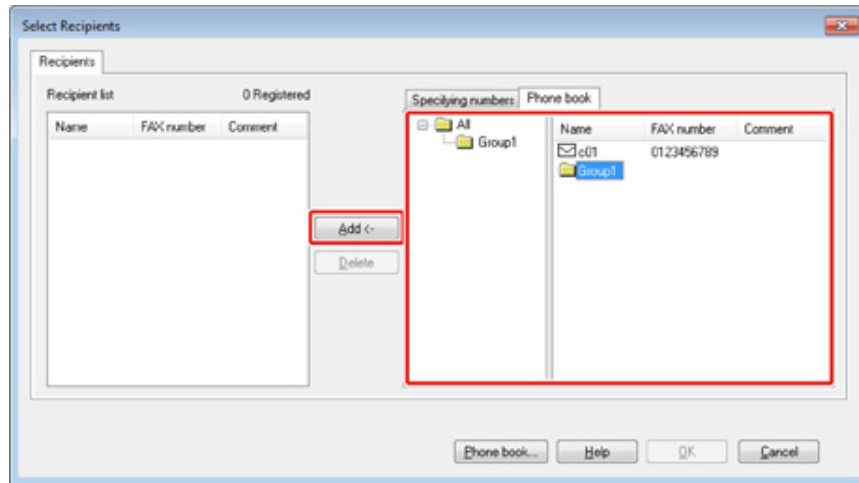 Select Recipients
Recipients
Recipient list 0 Registered
Specifying numbers Phone book
Name FAX number Comment
All
Group1
Name FAX number Comment
c01 0123456789
Group1
Add <-
Delete
Phone book... Help OK Cancel